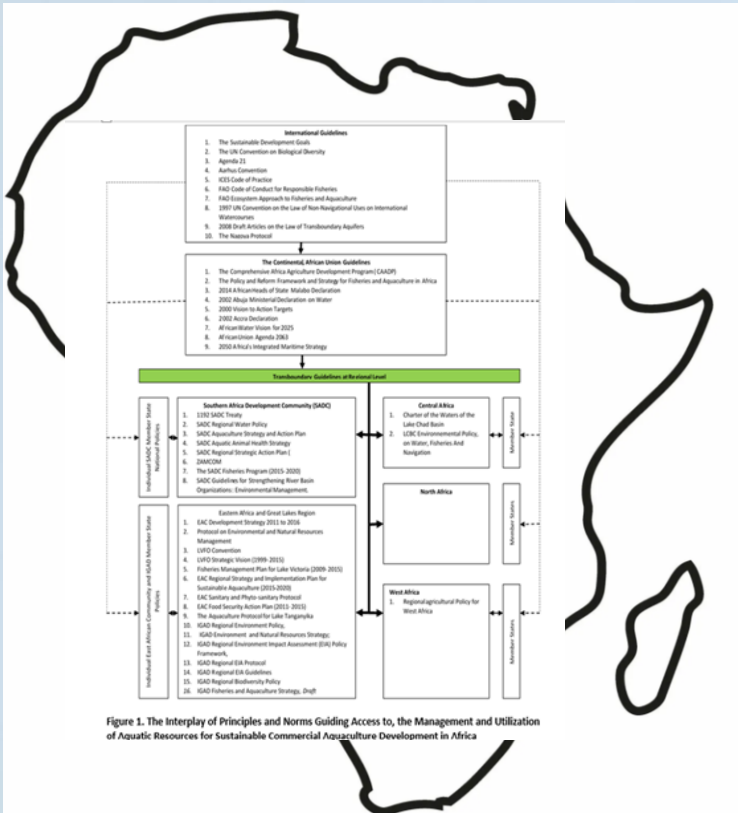 International Guidelines
1. The Sustainable Development Goals
2. The UN Convention on Biological Diversity
3. Agenda 21
4. Aarhus Convention
5. ICES Code of Practice
6. FAO Code of Conduct for Responsible Fisheries
7. FAO Ecosystem Approach to Fisheries and Aquaculture
8. 1997 UN Convention on the Law of Non-Navigational Uses on International
Watercourses
9. 2008 Draft Articles on the Law of Transboundary Aquifers
10. The Nagoya Protocol
The Continental, African Union Guidelines
1. The Comprehensive Africa Agriculture Development Program (CAADP)
2. The Policy and Reform Framework and Strategy for Fisheries and Aquaculture in Africa
3. 2014 African Heads of State Malabo Declaration
4. 2002 Abuja Ministerial Declaration on Water
5. 2000 Vision to Action Targets
6. 2002 Accra Declaration
7. African Water Vision for 2025
8. African Union Agenda 2063
9. 2050 Africa's Integrated Maritime Strategy
Transboundary Guidelines at Regional Level
Individual SADC Member State
National Policies
Southern Africa Development Community (SADC)
1. 1192 SADC Treaty
2. SADC Regional Water Policy
3. SADC Aquaculture Strategy and Action Plan
4. SADC Aquatic Animal Health Strategy
5. SADC Regional Strategic Action Plan (
6. ZAMCOM
7. The SADC Fisheries Program (2015-2020)
8. SADC Guidelines for Strengthening River Basin
Organizations: Environmental Management.
Central Africa
1. Charter of the Waters of the
Lake Chad Basin
2. LCBC Environmental Policy,
on Water, Fisheries And
Navigation
Member State
North Africa
Member States
Individual East African Community and IGAD Member State
Policies
Eastern Africa and Great Lakes Region
1. EAC Development Strategy 2011 to 2016
2. Protocol on Environmental and Natural Resources
Management
3. LVFO Convention
4. LVFO Strategic Vision (1999-2015)
5. Fisheries Management Plan for Lake Victoria (2009-2015)
6. EAC Regional Strategy and Implementation Plan for
Sustainable Aquaculture (2015-2020)
7. EAC Sanitary and Phyto-sanitary Protocol
8. EAC Food Security Action Plan (2011-2015)
9. The Aquaculture Protocol for Lake Tanganyika
10. IGAD Regional Environment Policy,
11. IGAD Environment and Natural Resources Strategy;
12. IGAD Regional Environment Impact Assessment (EIA) Policy
Framework,
13. IGAD Regional EIA Protocol
14. IGAD Regional EIA Guidelines
15. IGAD Regional Biodiversity Policy
16. IGAD Fisheries and Aquaculture Strategy, Draft
West Africa
1. Regional agricultural Policy for
West Africa
Member States
Figure 1. The Interplay of Principles and Norms Guiding Access to, the Management and Utilization
of Aquatic Resources for Sustainable Commercial Aquaculture Development in Africa